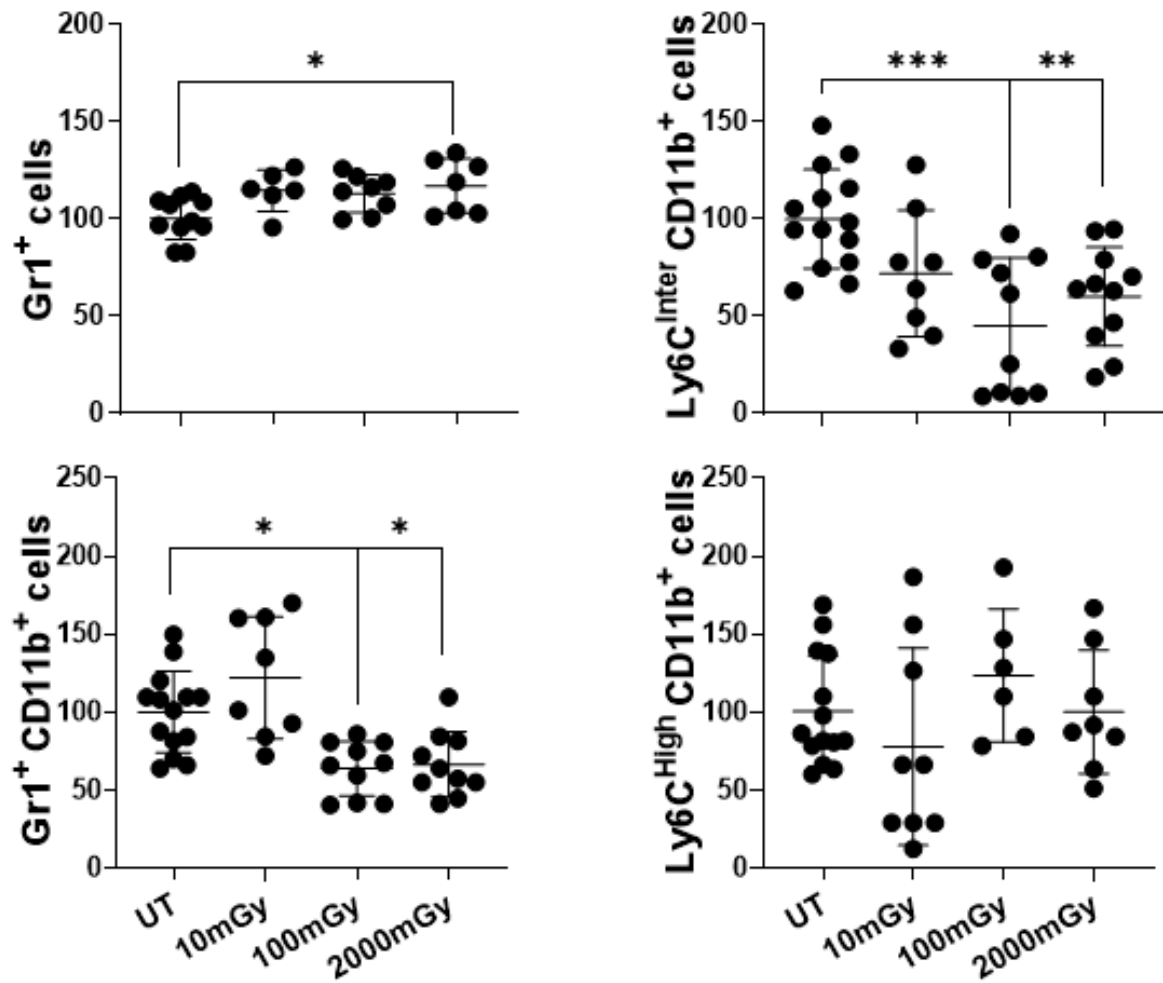 Gr1+ cells
200
150
100
50
0
*
Ly6CInter CD11b+ cells
200
150
100
50
0
***
**
Gr1+ CD11b+ cells
250
200
150
100
50
0
*
*
UT
10mGy
100mGy
2000mGy
Ly6CHigh CD11b+ cells
250
200
150
100
50
0
UT
10mGy
100mGy
2000mGy